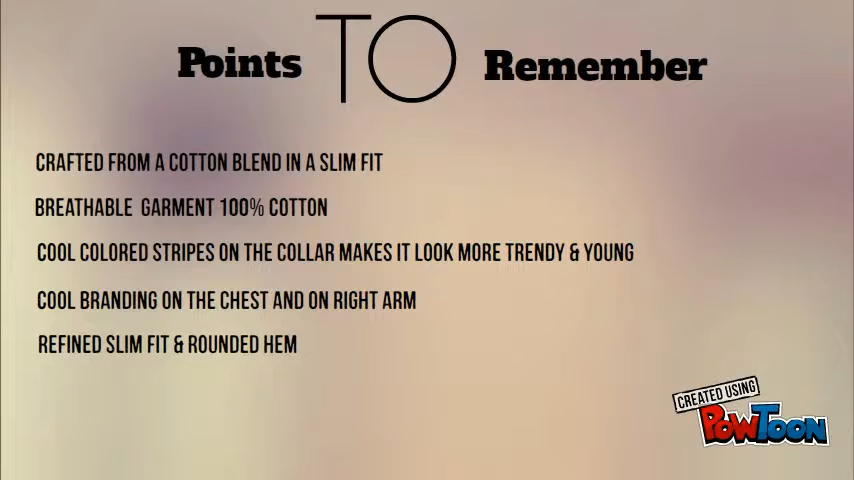 Points TO Remember
CRAFTED FROM A COTTON BLEND IN A SLIM FIT
BREATHABLE GARMENT 100% COTTON
COOL COLORED STRIPES ON THE COLLAR MAKES IT LOOK MORE TRENDY & YOUNG
COOL BRANDING ON THE CHEST AND ON RIGHT ARM
REFINED SLIM FIT & ROUNDED HEM
CREATED USING
POWTOON